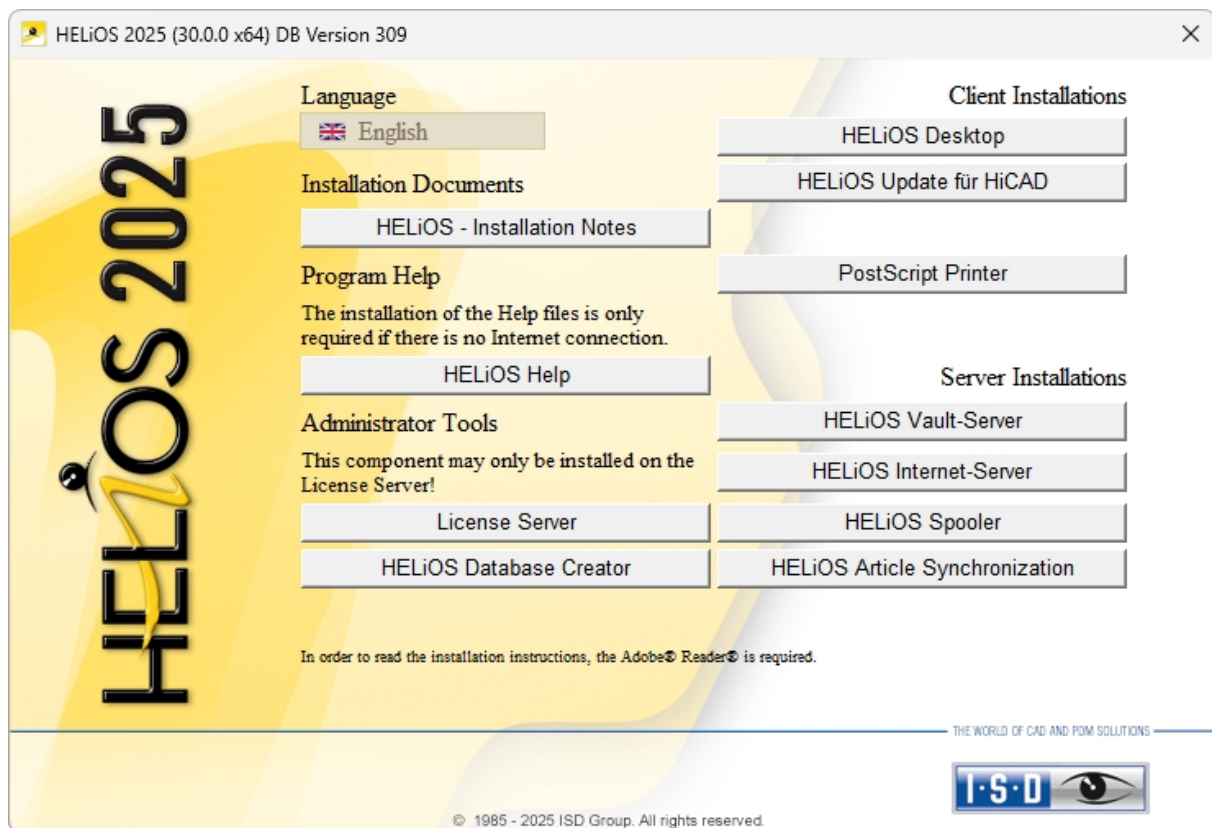 HELiOS 2025 (30.0.0 x64) DB Version 309
HELiOS 2025
Language
English
Installation Documents
HELiOS - Installation Notes
Program Help
The installation of the Help files is only
required if there is no Internet connection.
HELiOS Help
Administrator Tools
This component may only be installed on the
License Server!
License Server
HELiOS Database Creator
Client Installations
HELiOS Desktop
HELiOS Update für HiCAD
PostScript Printer
Server Installations
HELiOS Vault-Server
HELiOS Internet-Server
HELiOS Spooler
HELiOS Article Synchronization
In order to read the installation instructions, the Adobe® Reader® is required.
THE WORLD OF CAD AND PDM SOLUTIONS
I·S·D
© 1985 - 2025 ISD Group. All rights reserved.